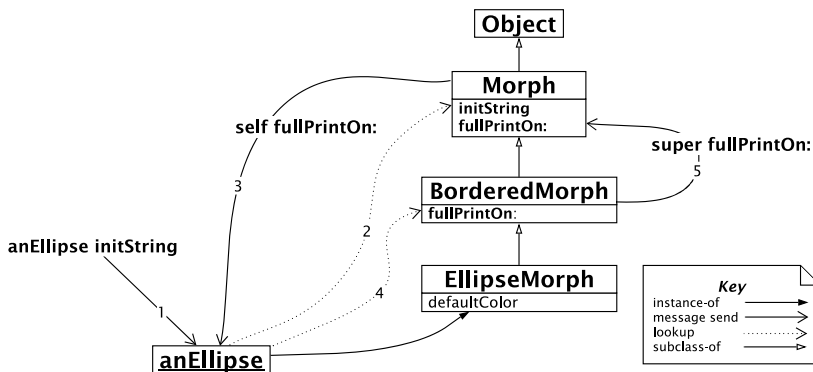 Object
Morph
initString
fullPrintOn:
self fullPrintOn:
super fullPrintOn:
3
5
BorderedMorph
fullPrintOn:
2
anEllipse initString
4
EllipseMorph
defaultColor
1
anEllipse
Key
instance-of
message send
lookup
subclass-of